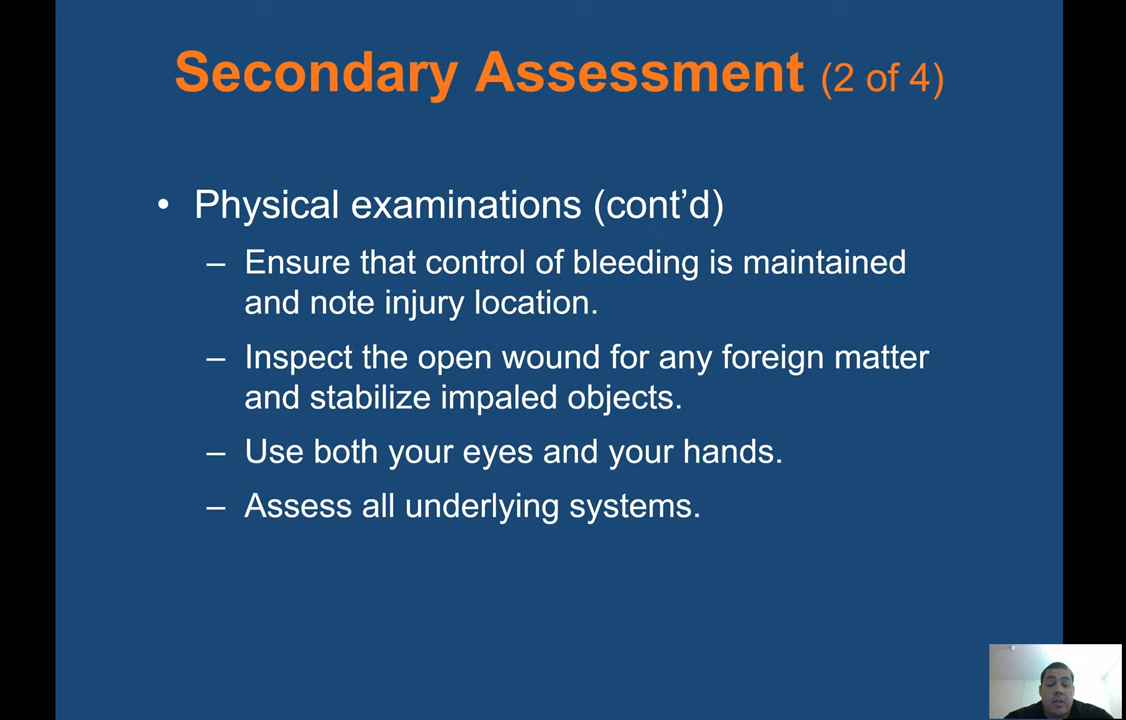 Secondary Assessment (2 of 4)
• Physical examinations (cont’d)
– Ensure that control of bleeding is maintained
and note injury location.
– Inspect the open wound for any foreign matter
and stabilize impaled objects.
– Use both your eyes and your hands.
– Assess all underlying systems.